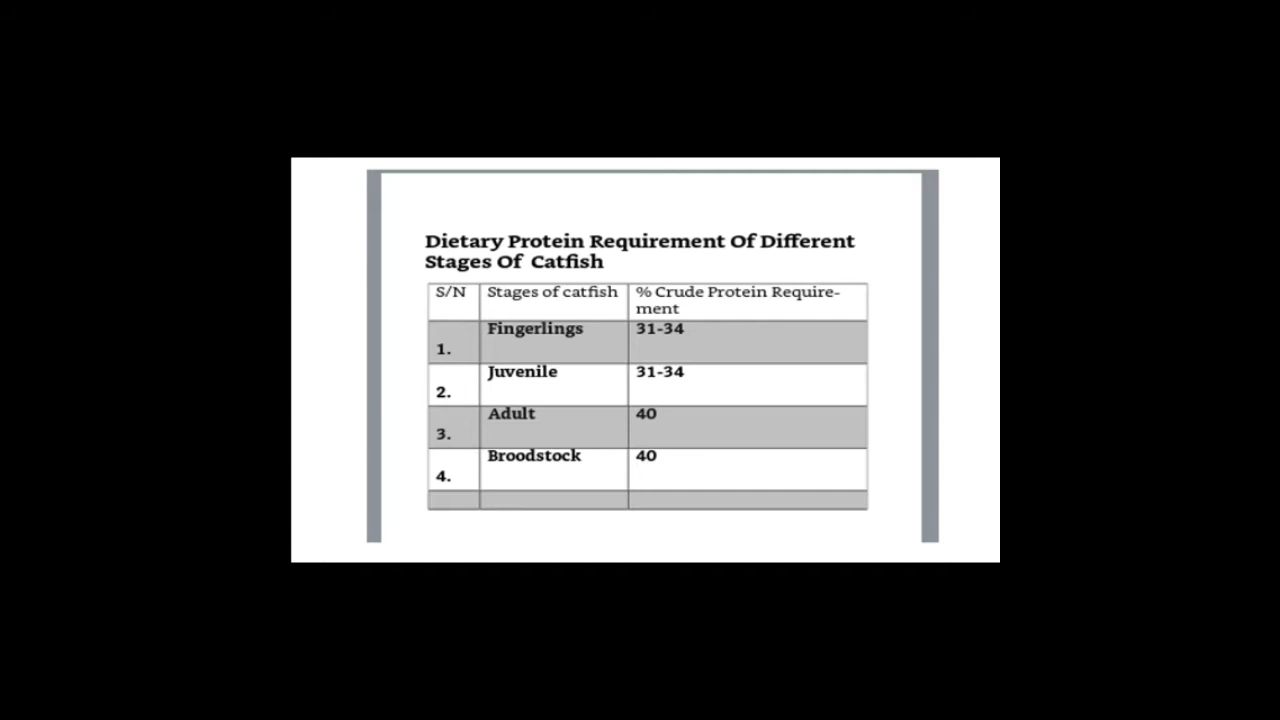 Dietary Protein Requirement Of Different
Stages Of Catfish
S/N Stages of catfish % Crude Protein Require-
ment
Fingerlings 31-34
1.
Juvenile 31-34
2.
Adult 40
3.
Broodstock 40
4.